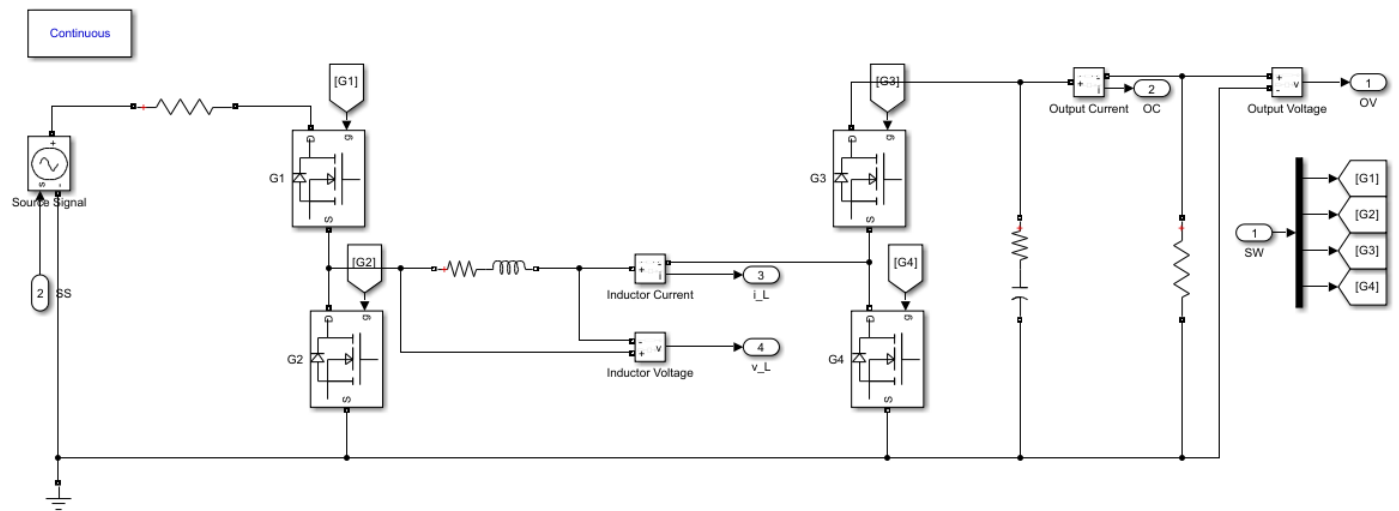 Continuous
[G1]
[G3]
+
-
i
2
Output Current
OC
+
-
v
1
Output Voltage
OV
+
s
-
Source Signal
2
SS
D
g
G1
S
D
g
G3
S
[G1]
[G2]
[G3]
[G4]
1
SW
[G2]
[G4]
+
-
i
3
Inductor Current
i_L
D
g
G2
S
-
+
v
4
Inductor Voltage
v_L
D
g
G4
S